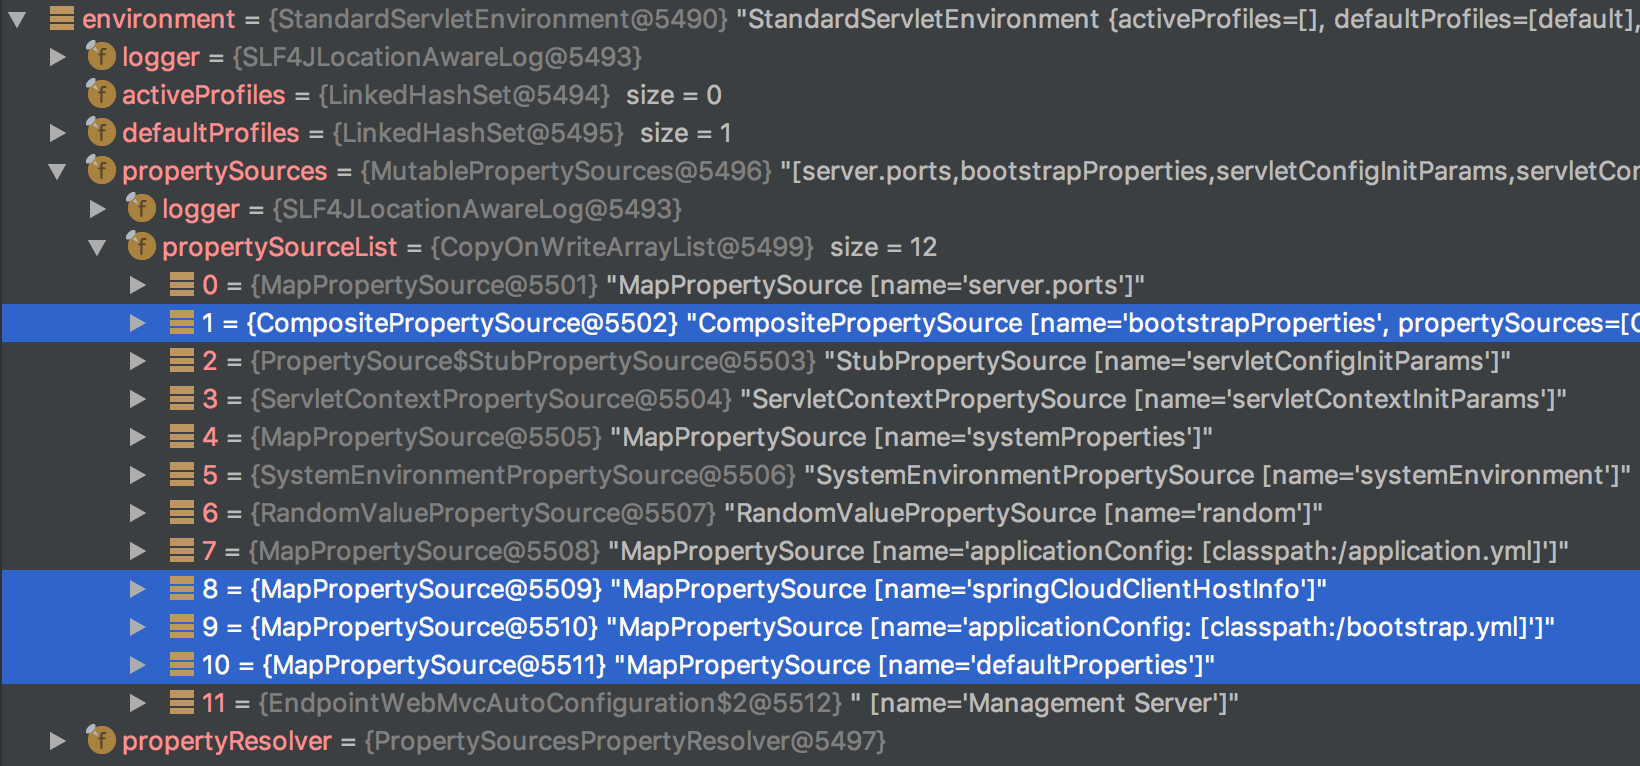 environment = {StandardServletEnvironment@5490} "StandardServletEnvironment {activeProfiles=[], defaultProfiles=[default],
f logger = {SLF4JLocationAwareLog@5493}
f activeProfiles = {LinkedHashSet@5494} size = 0
f defaultProfiles = {LinkedHashSet@5495} size = 1
f propertySources = {MutablePropertySources@5496} "[server.ports,bootstrapProperties,servletConfigInitParams,servletCon
f logger = {SLF4JLocationAwareLog@5493}
f propertySourceList = {CopyOnWriteArrayList@5499} size = 12
0 = {MapPropertySource@5501} "MapPropertySource [name='server.ports']"
1 = {CompositePropertySource@5502} "CompositePropertySource [name='bootstrapProperties', propertySources=[C
2 = {PropertySource$StubPropertySource@5503} "StubPropertySource [name='servletConfigInitParams']"
3 = {ServletContextPropertySource@5504} "ServletContextPropertySource [name='servletContextInitParams']"
4 = {MapPropertySource@5505} "MapPropertySource [name='systemProperties']"
5 = {SystemEnvironmentPropertySource@5506} "SystemEnvironmentPropertySource [name='systemEnvironment']"
6 = {RandomValuePropertySource@5507} "RandomValuePropertySource [name='random']"
7 = {MapPropertySource@5508} "MapPropertySource [name='applicationConfig: [classpath:/application.yml]']"
8 = {MapPropertySource@5509} "MapPropertySource [name='springCloudClientHostInfo']"
9 = {MapPropertySource@5510} "MapPropertySource [name='applicationConfig: [classpath:/bootstrap.yml]']"
10 = {MapPropertySource@5511} "MapPropertySource [name='defaultProperties']"
11 = {EndpointWebMvcAutoConfiguration$2@5512} " [name='Management Server']"
f propertyResolver = {PropertySourcesPropertyResolver@5497}